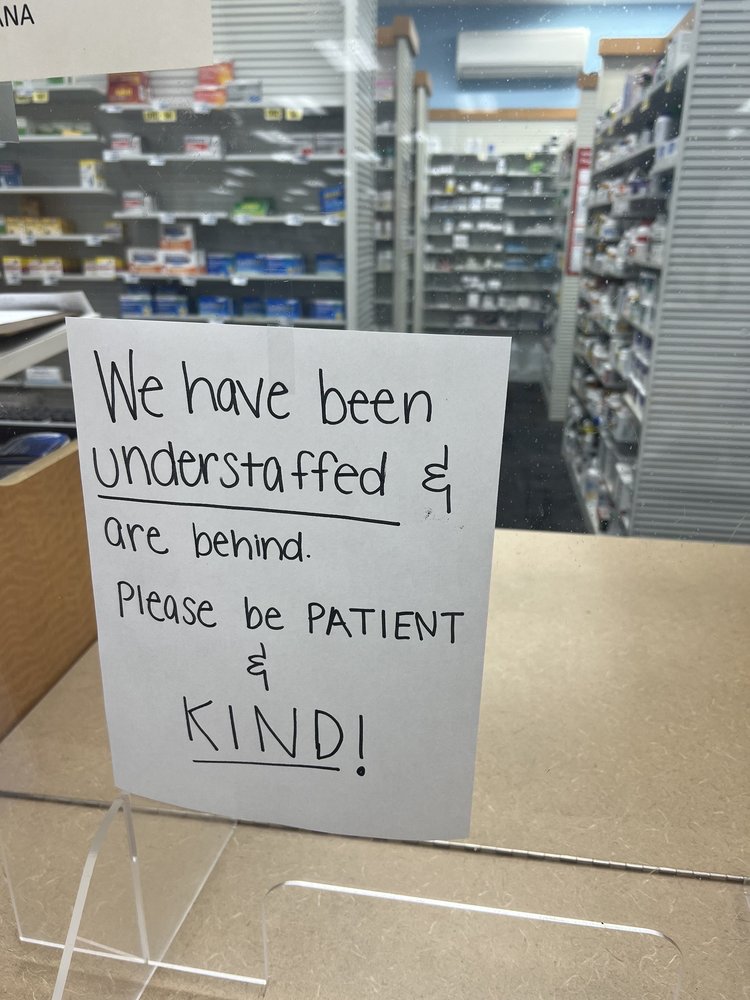 ANA
We have been
understaffed &
are behind.
Please be PATIENT
&
KIND!